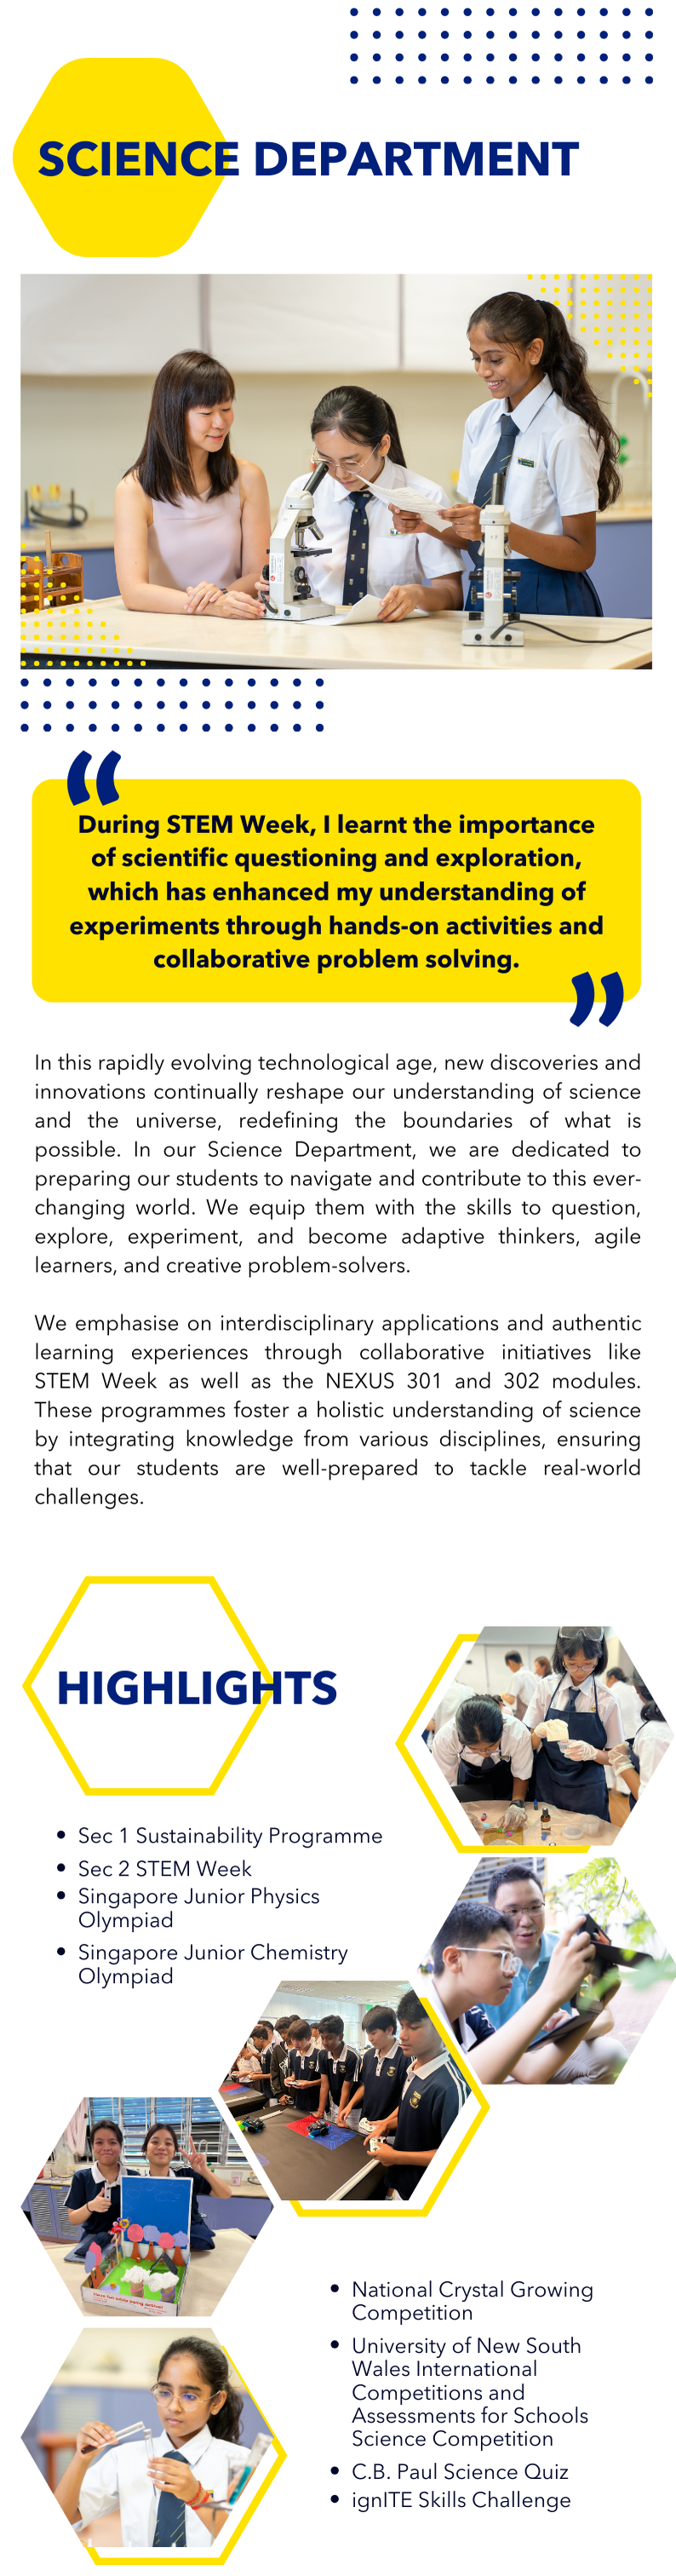 SCIENCE DEPARTMENT
“
During STEM Week, I learnt the importance
of scientific questioning and exploration,
which has enhanced my understanding of
experiments through hands-on activities and
collaborative problem solving.
”
In this rapidly evolving technological age, new discoveries and
innovations continually reshape our understanding of science
and the universe, redefining the boundaries of what is
possible. In our Science Department, we are dedicated to
preparing our students to navigate and contribute to this ever-
changing world. We equip them with the skills to question,
explore, experiment, and become adaptive thinkers, agile
learners, and creative problem-solvers.
We emphasise on interdisciplinary applications and authentic
learning experiences through collaborative initiatives like
STEM Week as well as the NEXUS 301 and 302 modules.
These programmes foster a holistic understanding of science
by integrating knowledge from various disciplines, ensuring
that our students are well-prepared to tackle real-world
challenges.
HIGHLIGHTS
• Sec 1 Sustainability Programme
• Sec 2 STEM Week
• Singapore Junior Physics
Olympiad
• Singapore Junior Chemistry
Olympiad
• National Crystal Growing
Competition
• University of New South
Wales International
Competitions and
Assessments for Schools
Science Competition
• C.B. Paul Science Quiz
• ignITE Skills Challenge